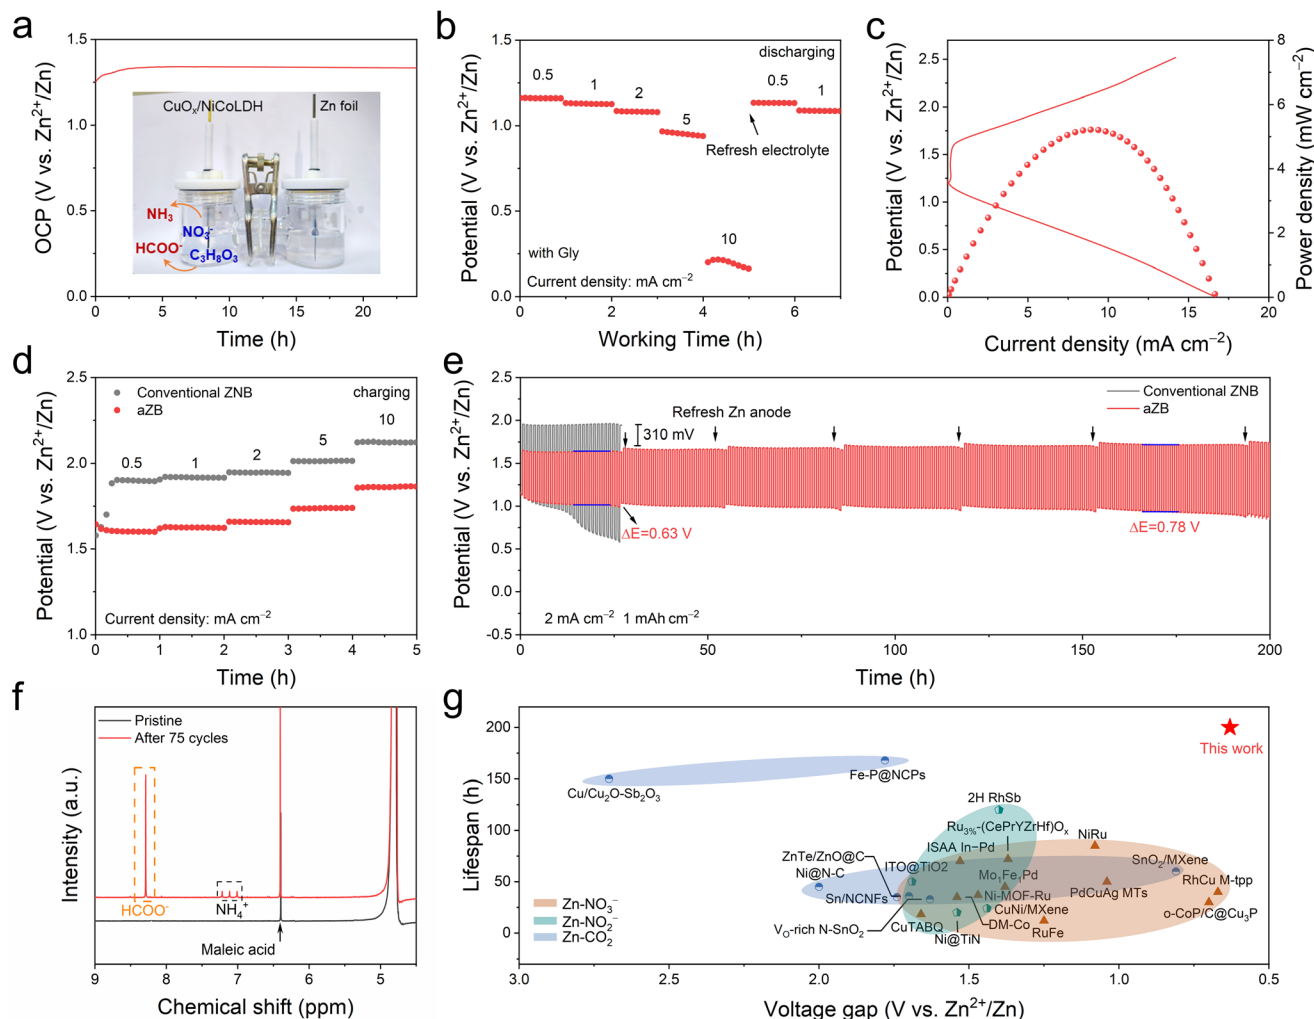 a
OCP (V vs. Zn²⁺/Zn)
1.5
1.0
0.5
0.0
CuOₓ/NiCoLDH
Zn foil
NH₃
NO₃⁻
HCOO⁻
C₃H₈O₃
0 5 10 15 20
Time (h)
b
Potential (V vs. Zn²⁺/Zn)
1.5
1.0
0.5
0.0
discharging
0.5
1
2
5
10
0.5
1
Refresh electrolyte
with Gly
Current density: mA cm⁻²
0 2 4 6
Working Time (h)
c
Potential (V vs. Zn²⁺/Zn)
2.5
2.0
1.5
1.0
0.5
0.0
8
6
4
2
0
Power density (mW cm⁻²)
0 5 10 15 20
Current density (mA cm⁻²)
d
Potential (V vs. Zn²⁺/Zn)
2.5
2.0
1.5
1.0
Conventional ZNB
aZB
charging
0.5
1
2
5
10
Current density: mA cm⁻²
0 1 2 3 4 5
Time (h)
e
Potential (V vs. Zn²⁺/Zn)
2.5
2.0
1.5
1.0
0.5
0.0
-0.5
Conventional ZNB
aZB
Refresh Zn anode
310 mV
ΔE=0.63 V
ΔE=0.78 V
2 mA cm⁻² 1 mAh cm⁻²
0 50 100 150 200
Time (h)
f
Intensity (a.u.)
Pristine
After 75 cycles
HCOO⁻
NH₄⁺
Maleic acid
9 8 7 6 5
Chemical shift (ppm)
g
Lifespan (h)
200
150
100
50
0
This work
Fe-P@NCPs
Cu/Cu₂O-Sb₂O₃
2H RhSb
Ru₃%-(CePrYZrHf)Oₓ
NiRu
ISAA In−Pd
ZnTe/ZnO@C
ITO@TiO2
SnO₂/MXene
Ni@N-C
Mo₁Fe₁Pd
RhCu M-tpp
Sn/NCNFs
Ni-MOF-Ru
PdCuAg MTs
CuNi/MXene
o-CoP/C@Cu₃P
V_O-rich N-SnO₂
CuTABQ
DM-Co
RuFe
Ni@TiN
Zn-NO₃⁻
Zn-NO₂⁻
Zn-CO₂
3.0 2.5 2.0 1.5 1.0 0.5
Voltage gap (V vs. Zn²⁺/Zn)